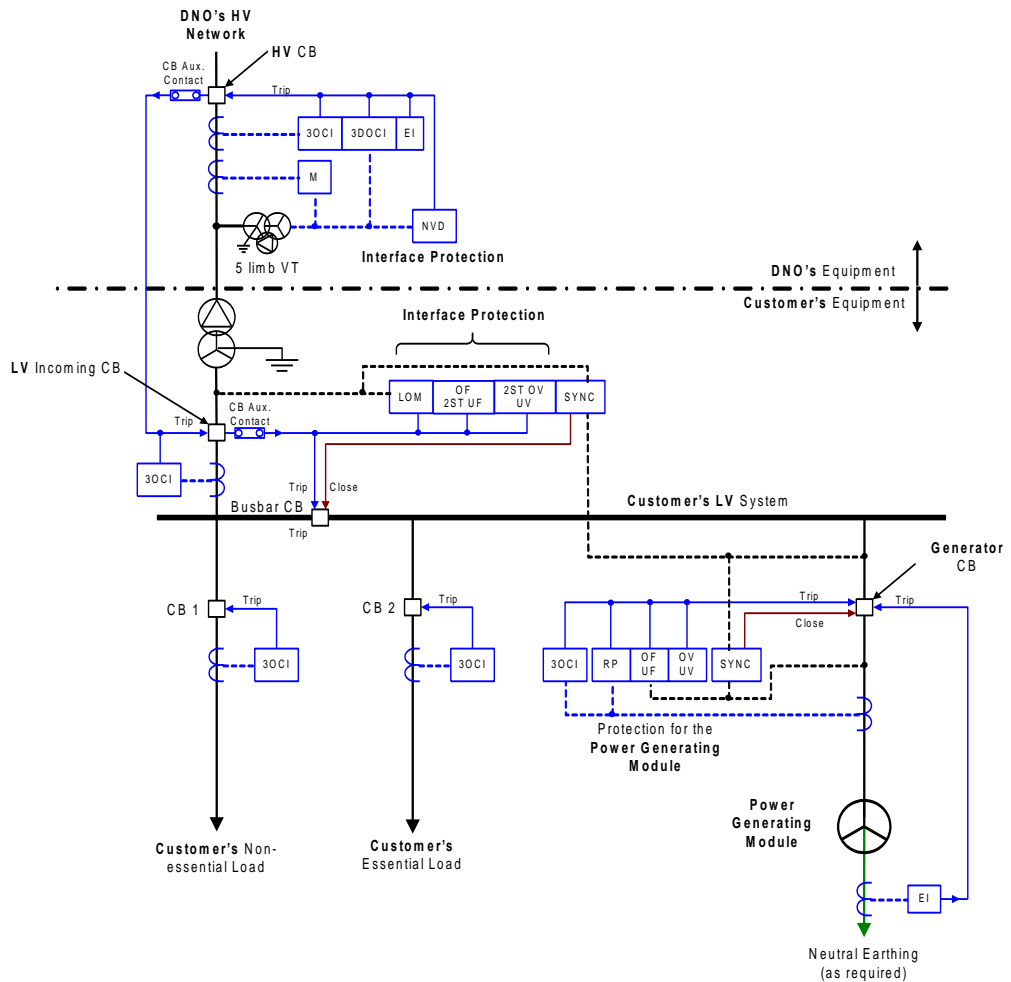 DNO's HV
Network
HV CB
CB Aux.
Contact
Trip
3OCI
3DOCI
EI
M
NVD
Interface Protection
5 limb VT
DNO's Equipment
Customer's Equipment
Interface Protection
LV Incoming CB
LOM
OF
2ST UF
2ST OV
UV
SYNC
CB Aux.
Contact
Trip
3OCI
Trip
Close
Busbar CB
Trip
Customer's LV System
Generator
CB
CB 1
Trip
3OCI
CB 2
Trip
3OCI
Trip
Trip
Close
3OCI
RP
OF
UF
OV
UV
SYNC
Protection for the
Power Generating
Module
Power
Generating
Module
Customer's Non-
essential Load
Customer's
Essential Load
EI
Neutral Earthing
(as required)